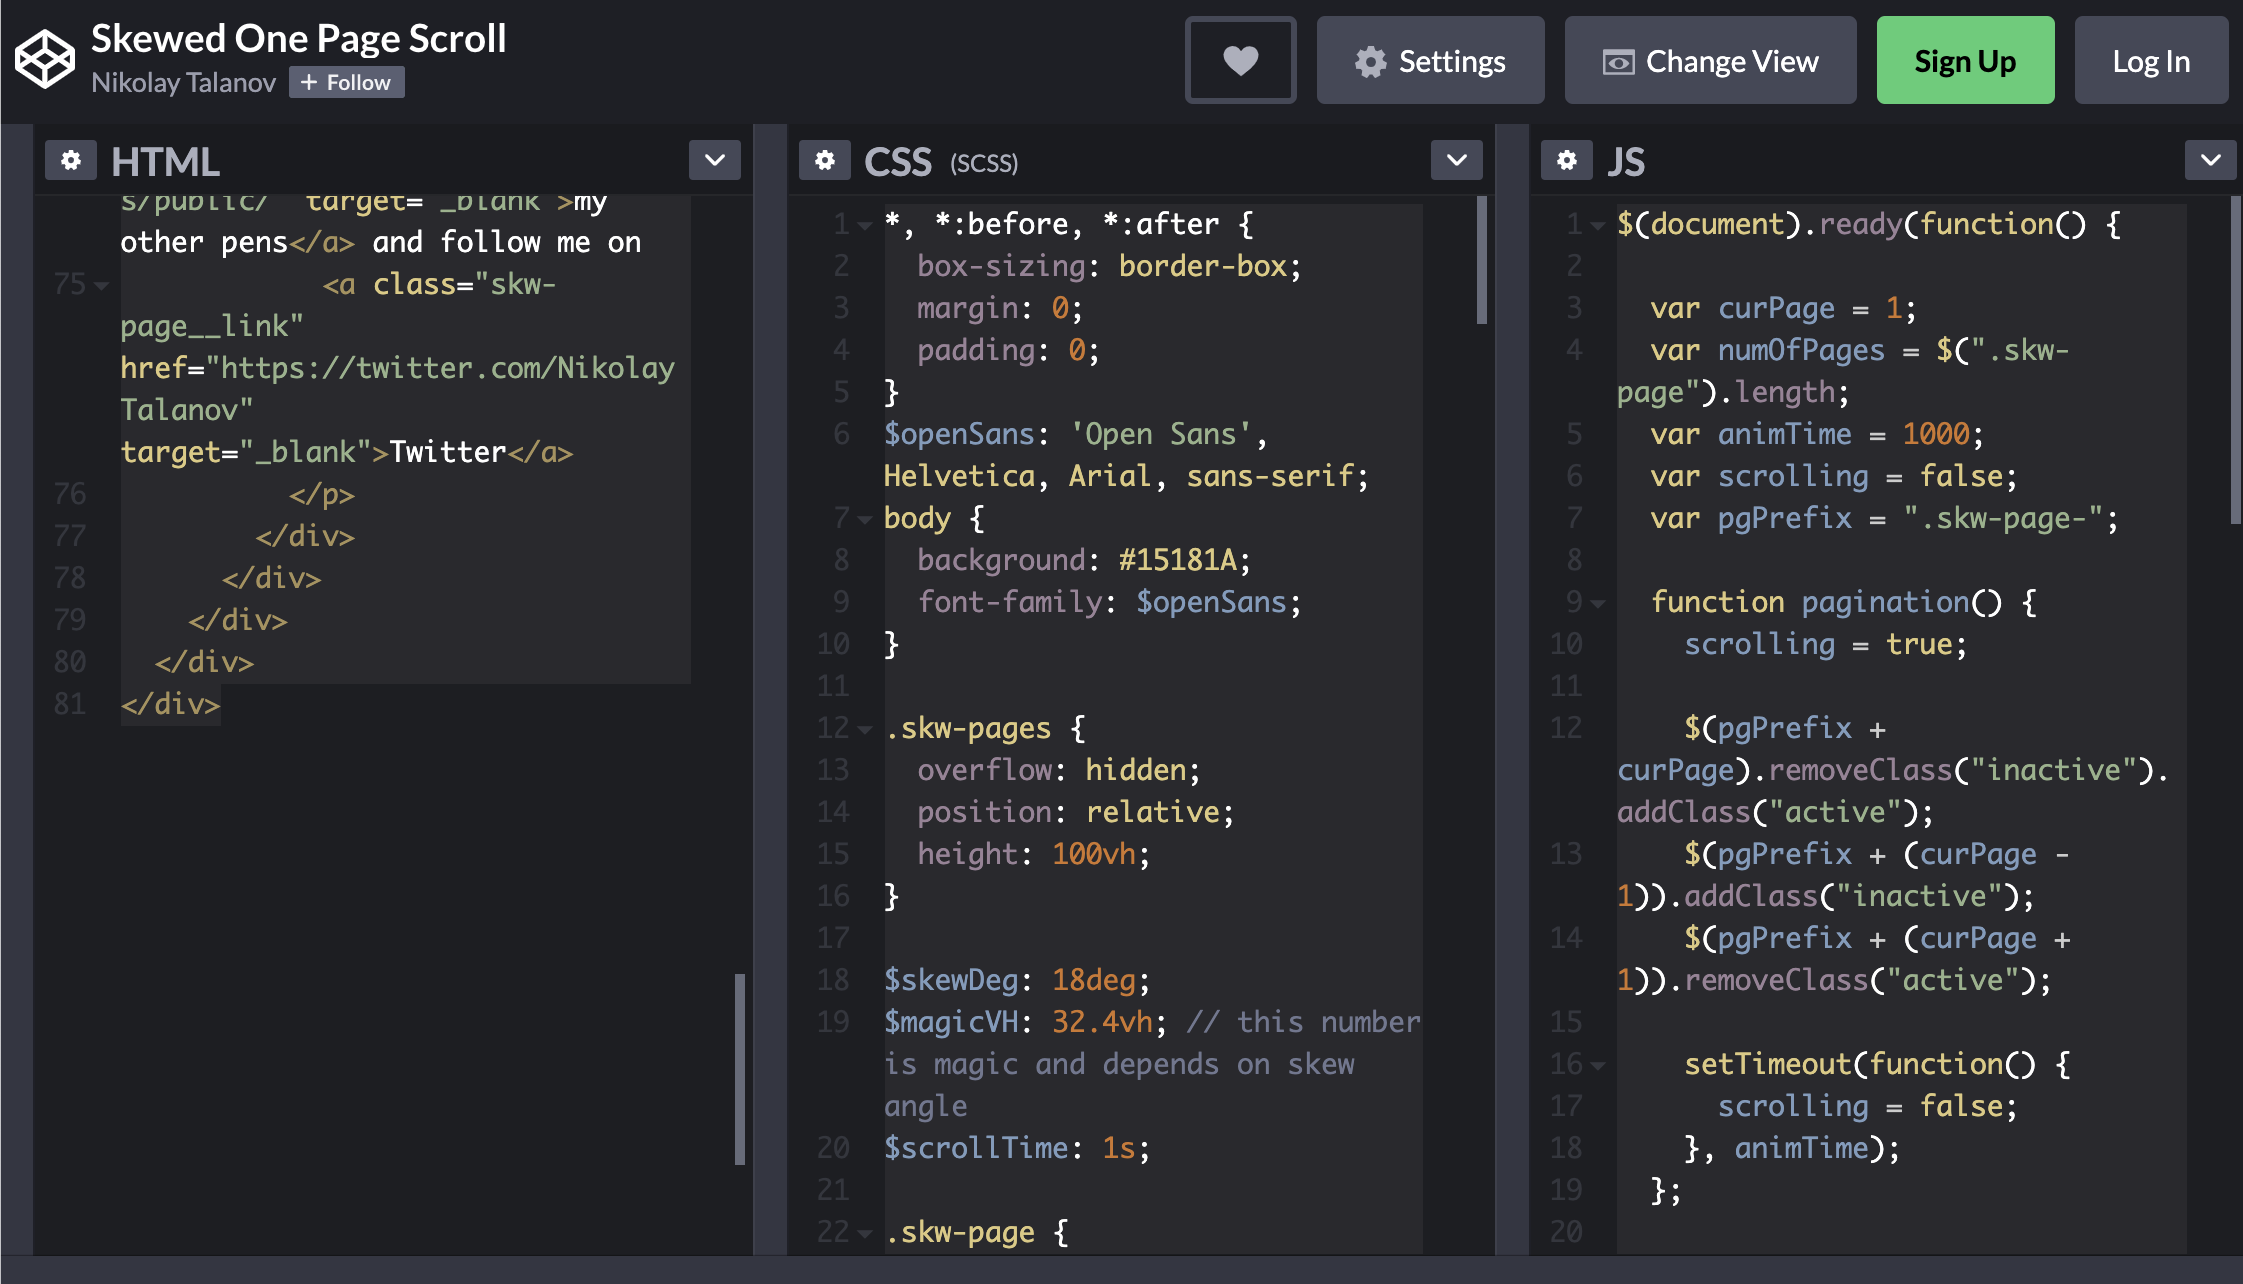 Skewed One Page Scroll
Nikolay Talanov + Follow
Settings
Change View
Sign Up
Log In
HTML
s/public/" target="_blank">my
other pens</a> and follow me on
75 <a class="skw-
page__link"
href="https://twitter.com/Nikolay
Talanov"
target="_blank">Twitter</a>
76 </p>
77 </div>
78 </div>
79 </div>
80 </div>
81 </div>
CSS (SCSS)
1 *, *:before, *:after {
2 box-sizing: border-box;
3 margin: 0;
4 padding: 0;
5 }
6 $openSans: 'Open Sans',
Helvetica, Arial, sans-serif;
7 body {
8 background: #15181A;
9 font-family: $openSans;
10 }
11
12 .skw-pages {
13 overflow: hidden;
14 position: relative;
15 height: 100vh;
16 }
17
18 $skewDeg: 18deg;
19 $magicVH: 32.4vh; // this number
is magic and depends on skew
angle
20 $scrollTime: 1s;
21
22 .skw-page {
JS
1 $(document).ready(function() {
2
3 var curPage = 1;
4 var numOfPages = $(".skw-
page").length;
5 var animTime = 1000;
6 var scrolling = false;
7 var pgPrefix = ".skw-page-";
8
9 function pagination() {
10 scrolling = true;
11
12 $(pgPrefix +
curPage).removeClass("inactive").
addClass("active");
13 $(pgPrefix + (curPage -
1)).addClass("inactive");
14 $(pgPrefix + (curPage +
1)).removeClass("active");
15
16 setTimeout(function() {
17 scrolling = false;
18 }, animTime);
19 };
20